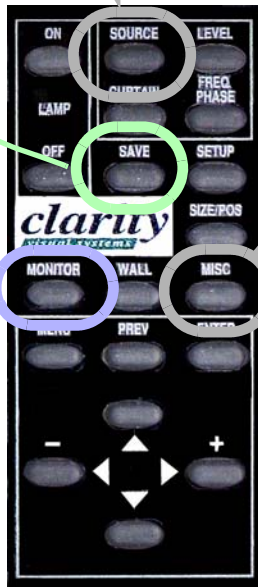 ON SOURCE LEVEL
CURTAIN FREQ
PHASE
LAMP
OFF SAVE SETUP
clarity
visual systems
SIZE/POS
MONITOR WALL MISC
MENU PREV ENTER
− +